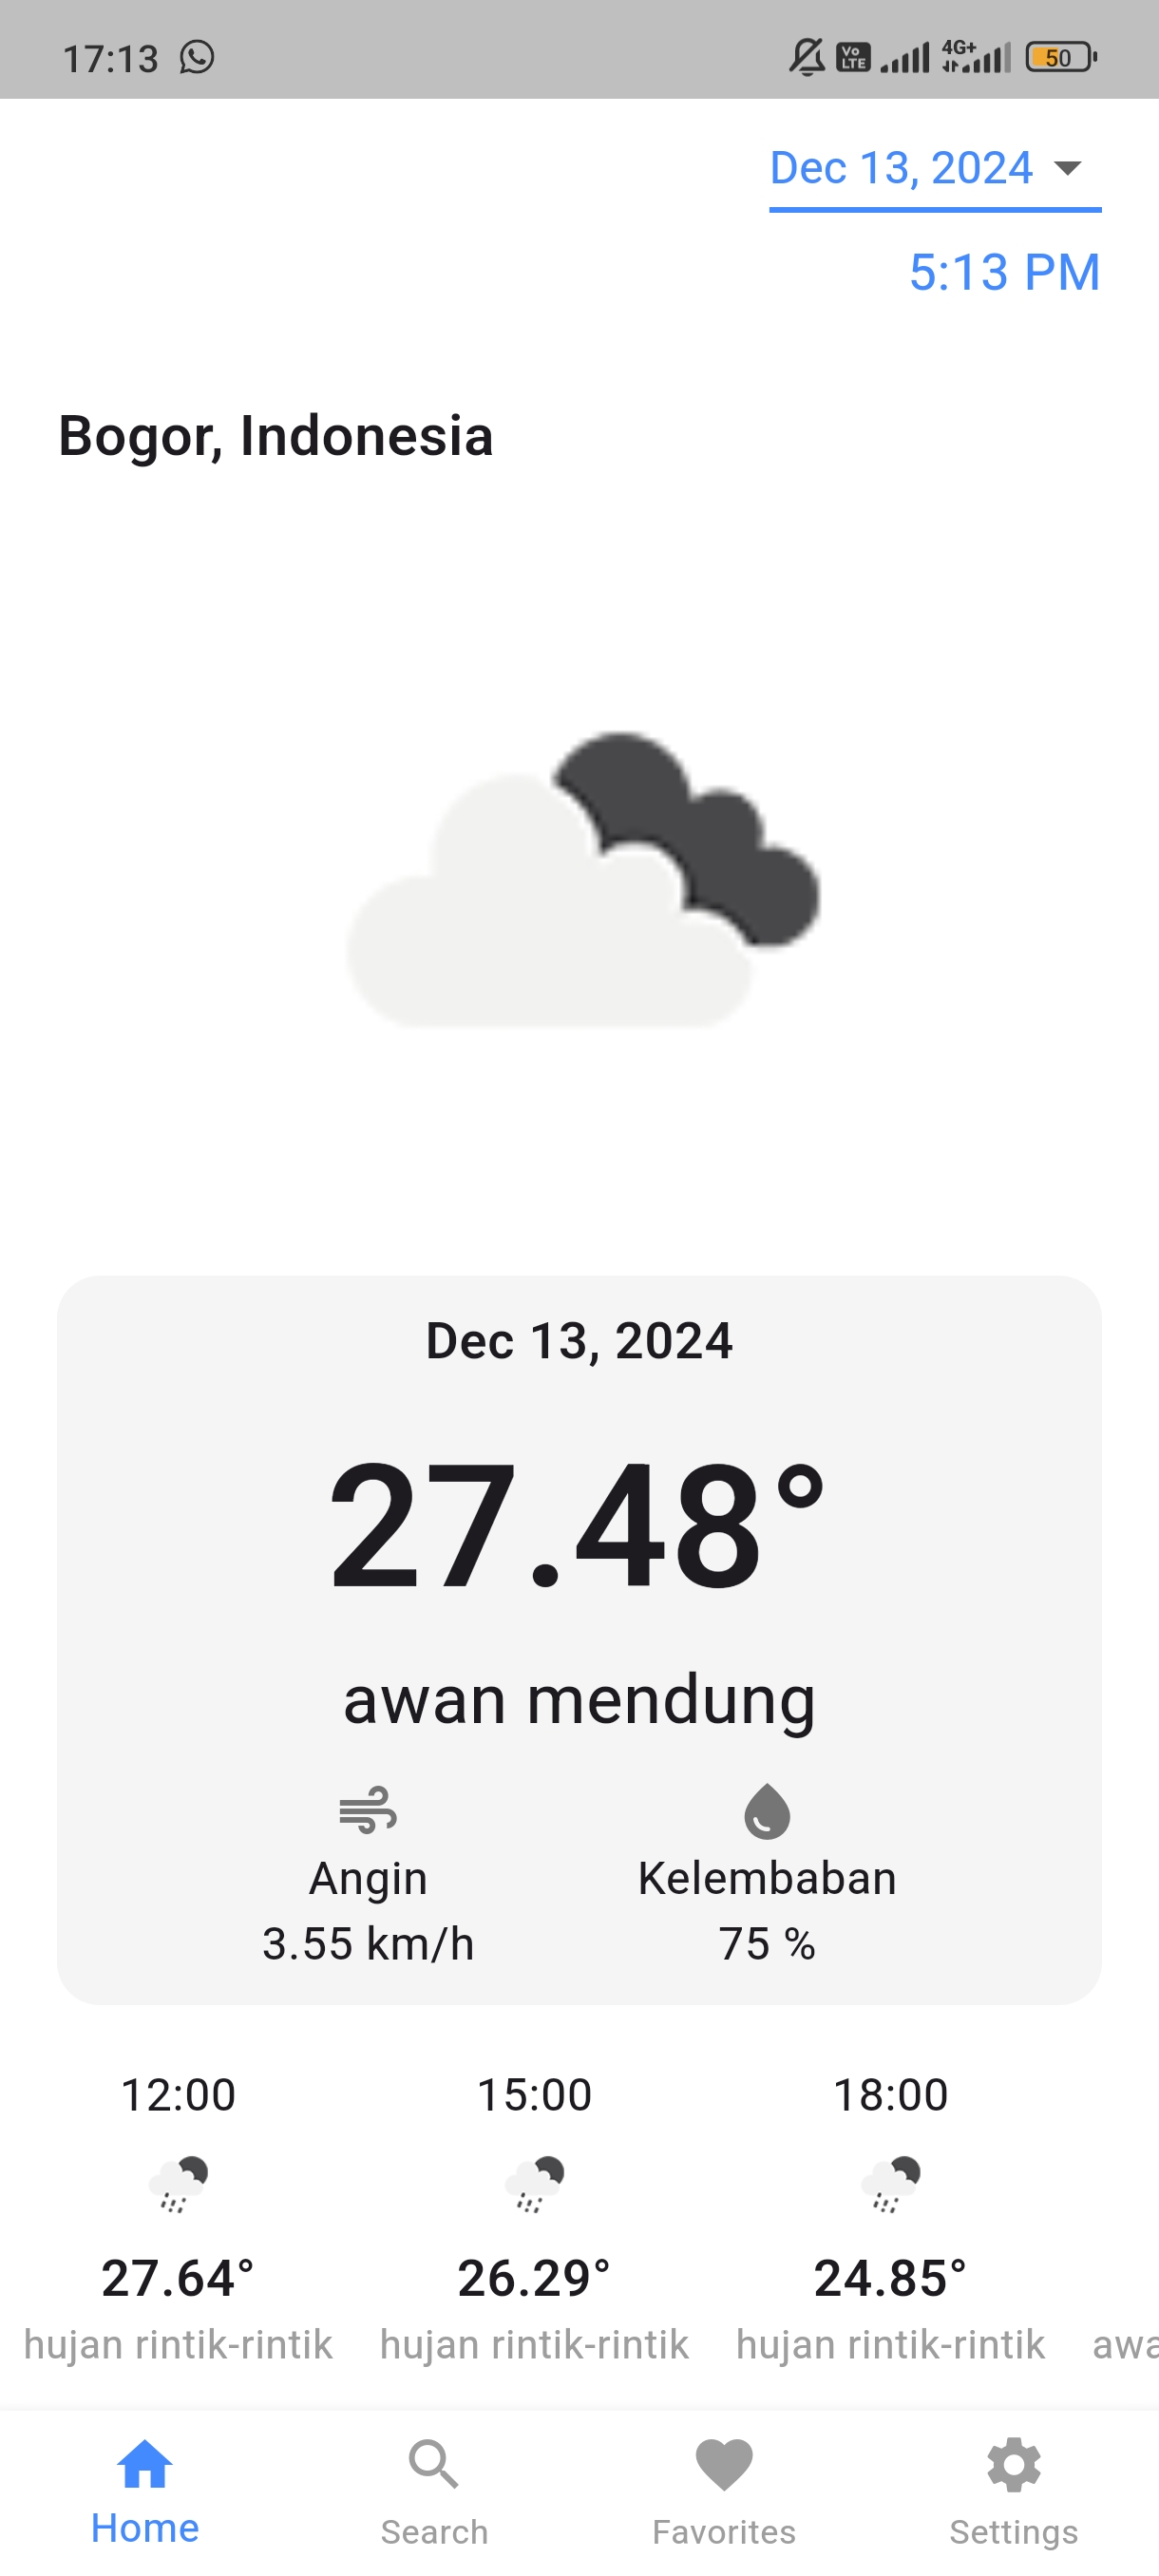 17:13 Vo LTE 4G+ 50
Dec 13, 2024
5:13 PM
Bogor, Indonesia
Dec 13, 2024
27.48°
awan mendung
Angin Kelembaban
3.55 km/h 75 %
12:00 15:00 18:00
27.64° 26.29° 24.85°
hujan rintik-rintik hujan rintik-rintik hujan rintik-rintik awa
Home Search Favorites Settings